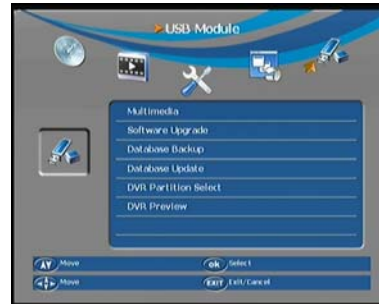 USB Module
Multimedia
Software Upgrade
Database Backup
Database Update
DVR Partition Select
DVR Preview
Move
ok Select
Move
EXIT Exit/Cancel